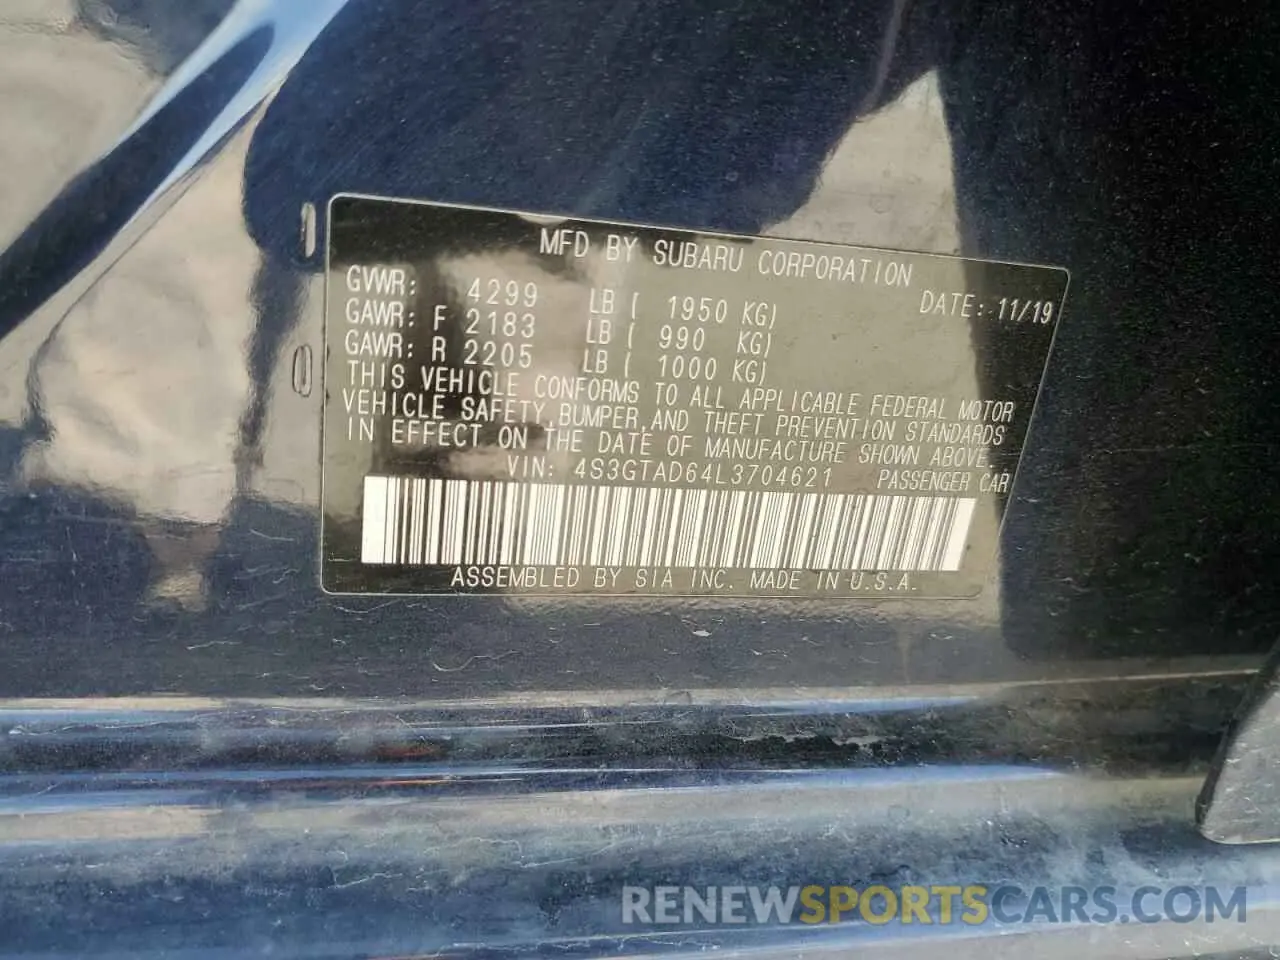 MFD BY SUBARU CORPORATION
GVWR: 4299 LB ( 1950 KG) DATE: 11/19
GAWR: F 2183 LB ( 990 KG)
GAWR: R 2205 LB ( 1000 KG)
THIS VEHICLE CONFORMS TO ALL APPLICABLE FEDERAL MOTOR
VEHICLE SAFETY, BUMPER, AND THEFT PREVENTION STANDARDS
IN EFFECT ON THE DATE OF MANUFACTURE SHOWN ABOVE.
VIN: 4S3GTAD64L3704621 PASSENGER CAR
ASSEMBLED BY SIA INC. MADE IN U.S.A.
RENEWSPORTSCARS.COM